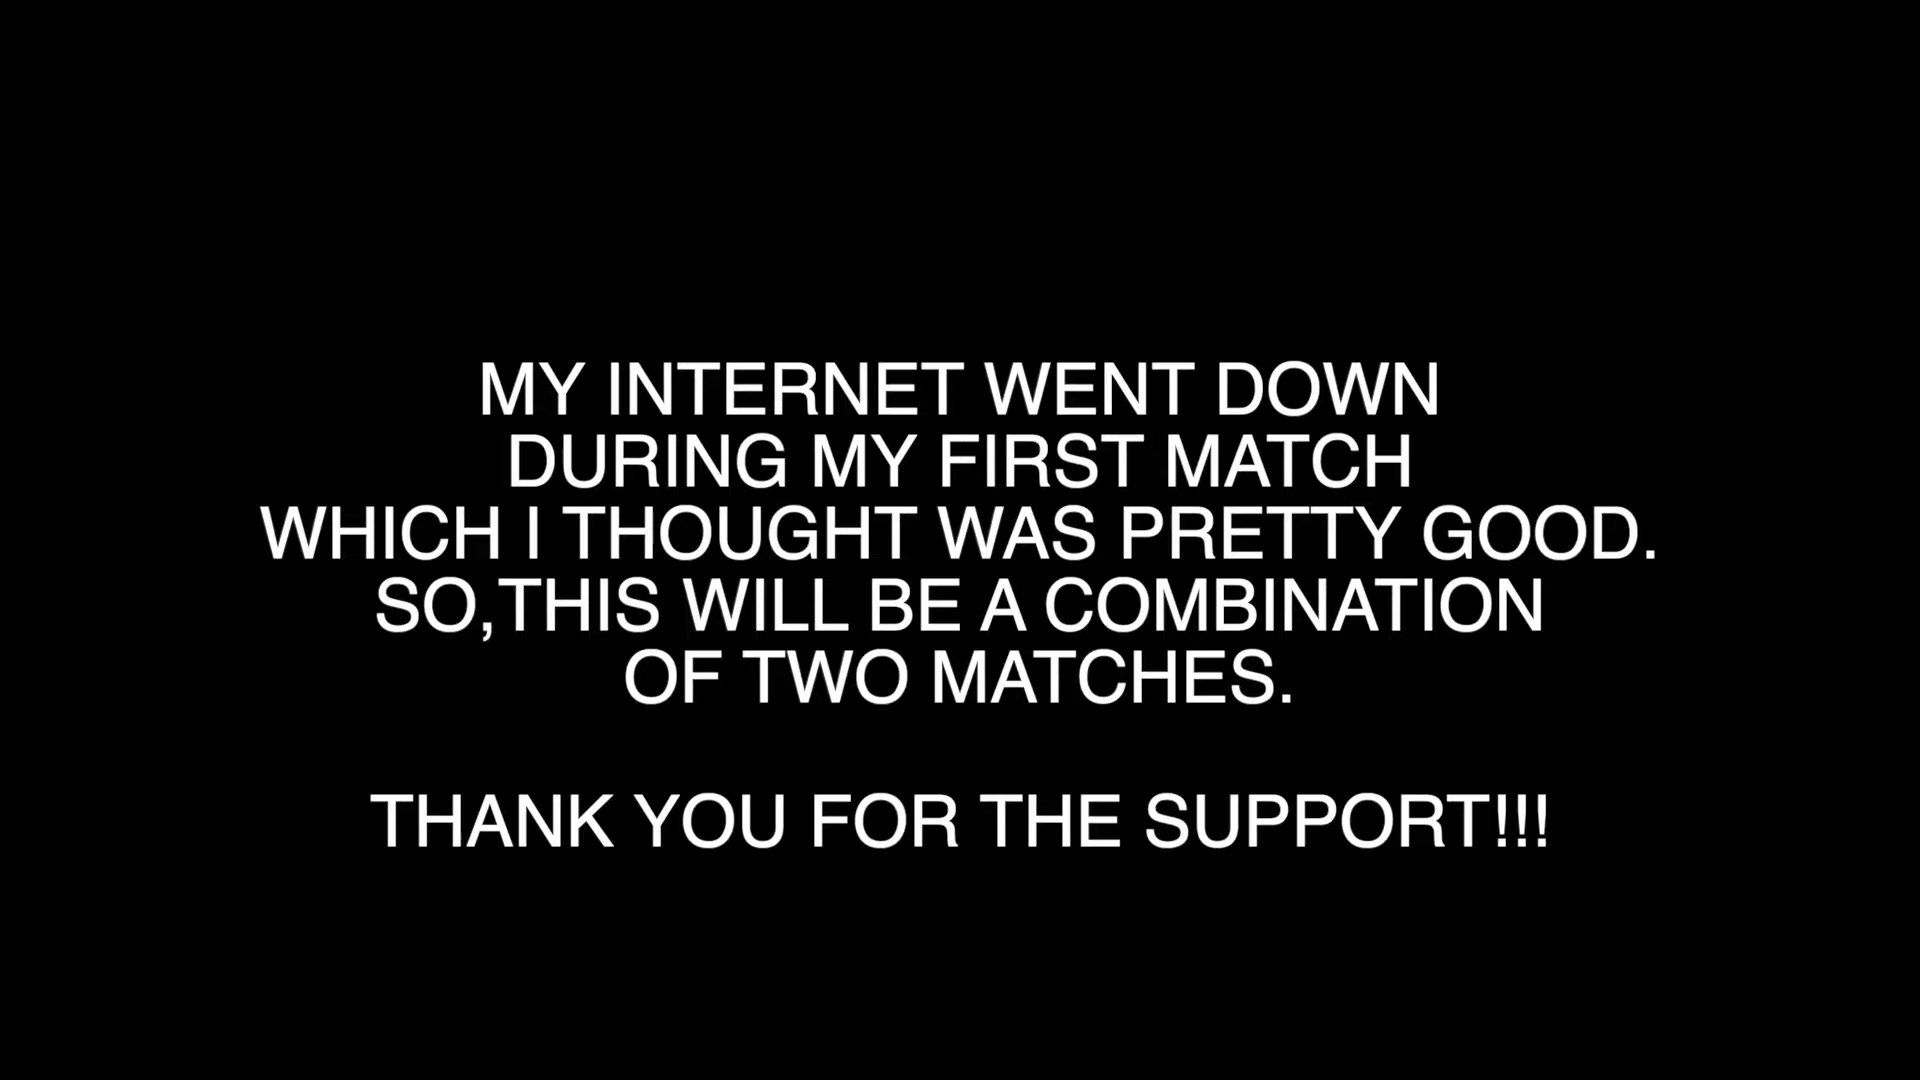 MY INTERNET WENT DOWN
DURING MY FIRST MATCH
WHICH I THOUGHT WAS PRETTY GOOD.
SO,THIS WILL BE A COMBINATION
OF TWO MATCHES.
THANK YOU FOR THE SUPPORT!!!